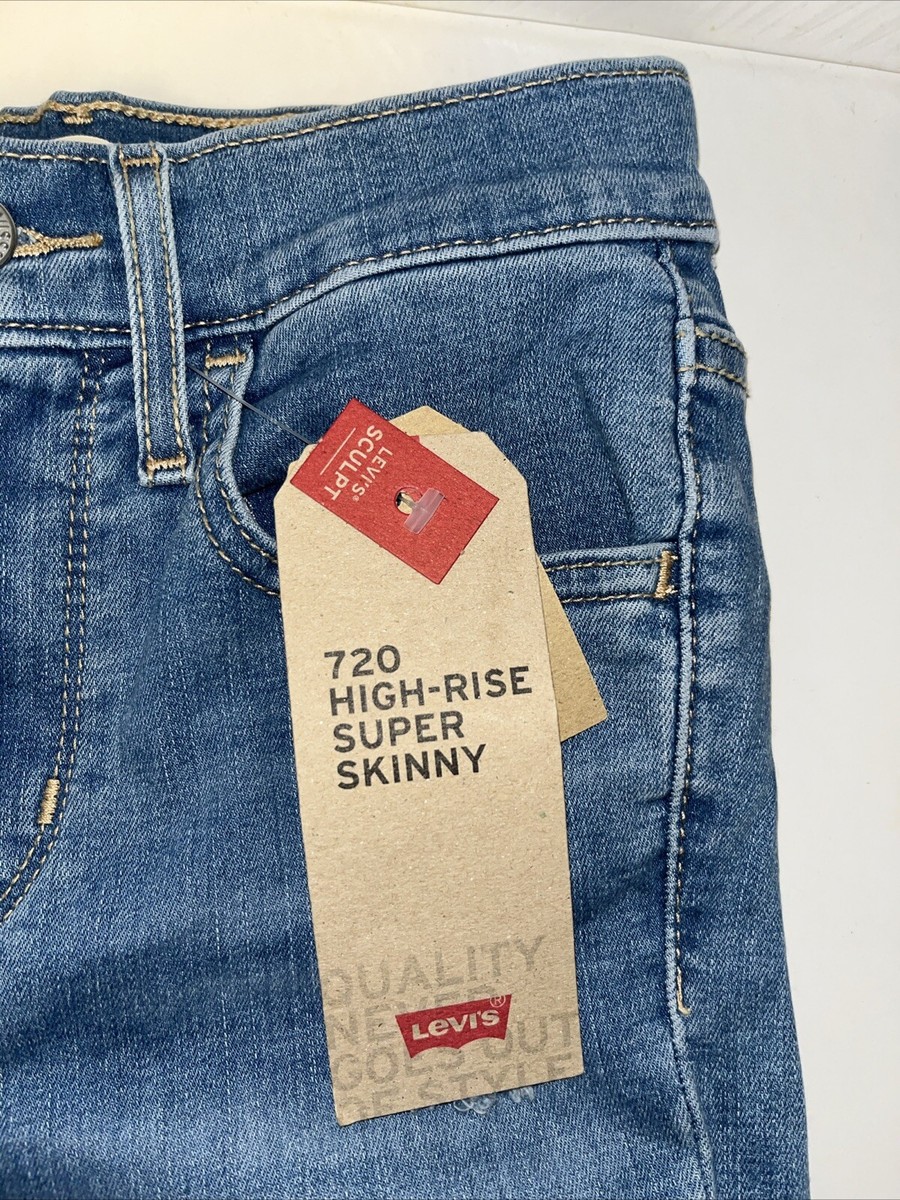 LEVI'S®
SCULPT
720
HIGH-RISE
SUPER
SKINNY
QUALITY
NEVER
GOES OUT
OF STYLE
LEVI'S®